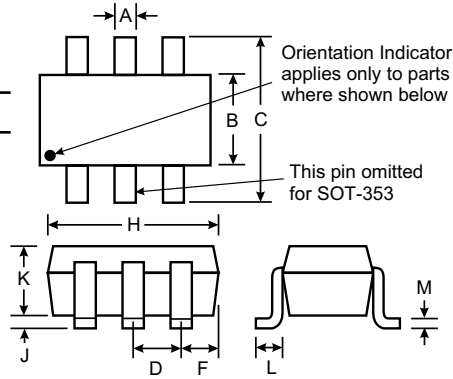 A
Orientation Indicator
applies only to parts
where shown below
B
C
This pin omitted
for SOT-353
H
K
M
J
D
F
L